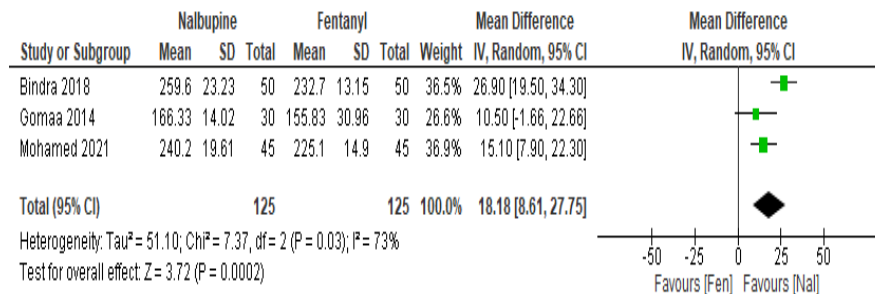 Nalbupine Fentanyl Mean Difference Mean Difference
Study or Subgroup Mean SD Total Mean SD Total Weight IV, Random, 95% CI IV, Random, 95% CI
Bindra 2018 259.6 23.23 50 232.7 13.15 50 36.5% 26.90 [19.50, 34.30]
Gomaa 2014 166.33 14.02 30 155.83 30.96 30 26.6% 10.50 [-1.66, 22.66]
Mohamed 2021 240.2 19.61 45 225.1 14.9 45 36.9% 15.10 [7.90, 22.30]
Total (95% CI) 125 125 100.0% 18.18 [8.61, 27.75]
Heterogeneity: Tau² = 51.10; Chi² = 7.37, df = 2 (P = 0.03); I² = 73%
Test for overall effect: Z = 3.72 (P = 0.0002)
-50 -25 0 25 50
Favours [Fen] Favours [Nal]